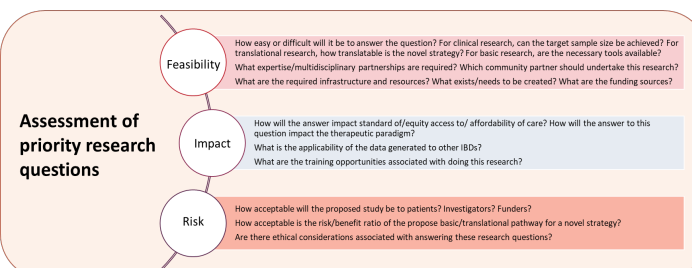 Assessment of
priority research
questions
Feasibility
How easy or difficult will it be to answer the question? For clinical research, can the target sample size be achieved? For
translational research, how translatable is the novel strategy? For basic research, are the necessary tools available?
What expertise/multidisciplinary partnerships are required? Which community partner should undertake this research?
What are the required infrastructure and resources? What exists/needs to be created? What are the funding sources?
Impact
How will the answer impact standard of/equity access to/ affordability of care? How will the answer to this
question impact the therapeutic paradigm?
What is the applicability of the data generated to other IBDs?
What are the training opportunities associated with doing this research?
Risk
How acceptable will the proposed study be to patients? Investigators? Funders?
How acceptable is the risk/benefit ratio of the propose basic/translational pathway for a novel strategy?
Are there ethical considerations associated with answering these research questions?